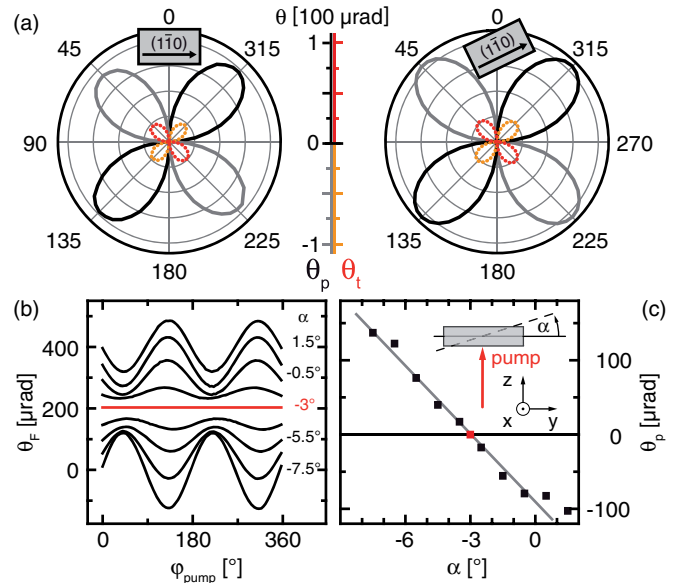 (a)
0
θ [100 µrad]
0
45
(11̄0)
315
1
(11̄0)
45
315
90
0
270
135
225
-1
135
225
180
θp θt
180
(b)
(c)
α
400
1.5°
100
-0.5°
α
pump
θF [µrad]
200
-3°
z
0
θp [µrad]
-5.5°
x
y
0
-7.5°
-100
0
180
360
-6
-3
0
φpump [°]
α [°]